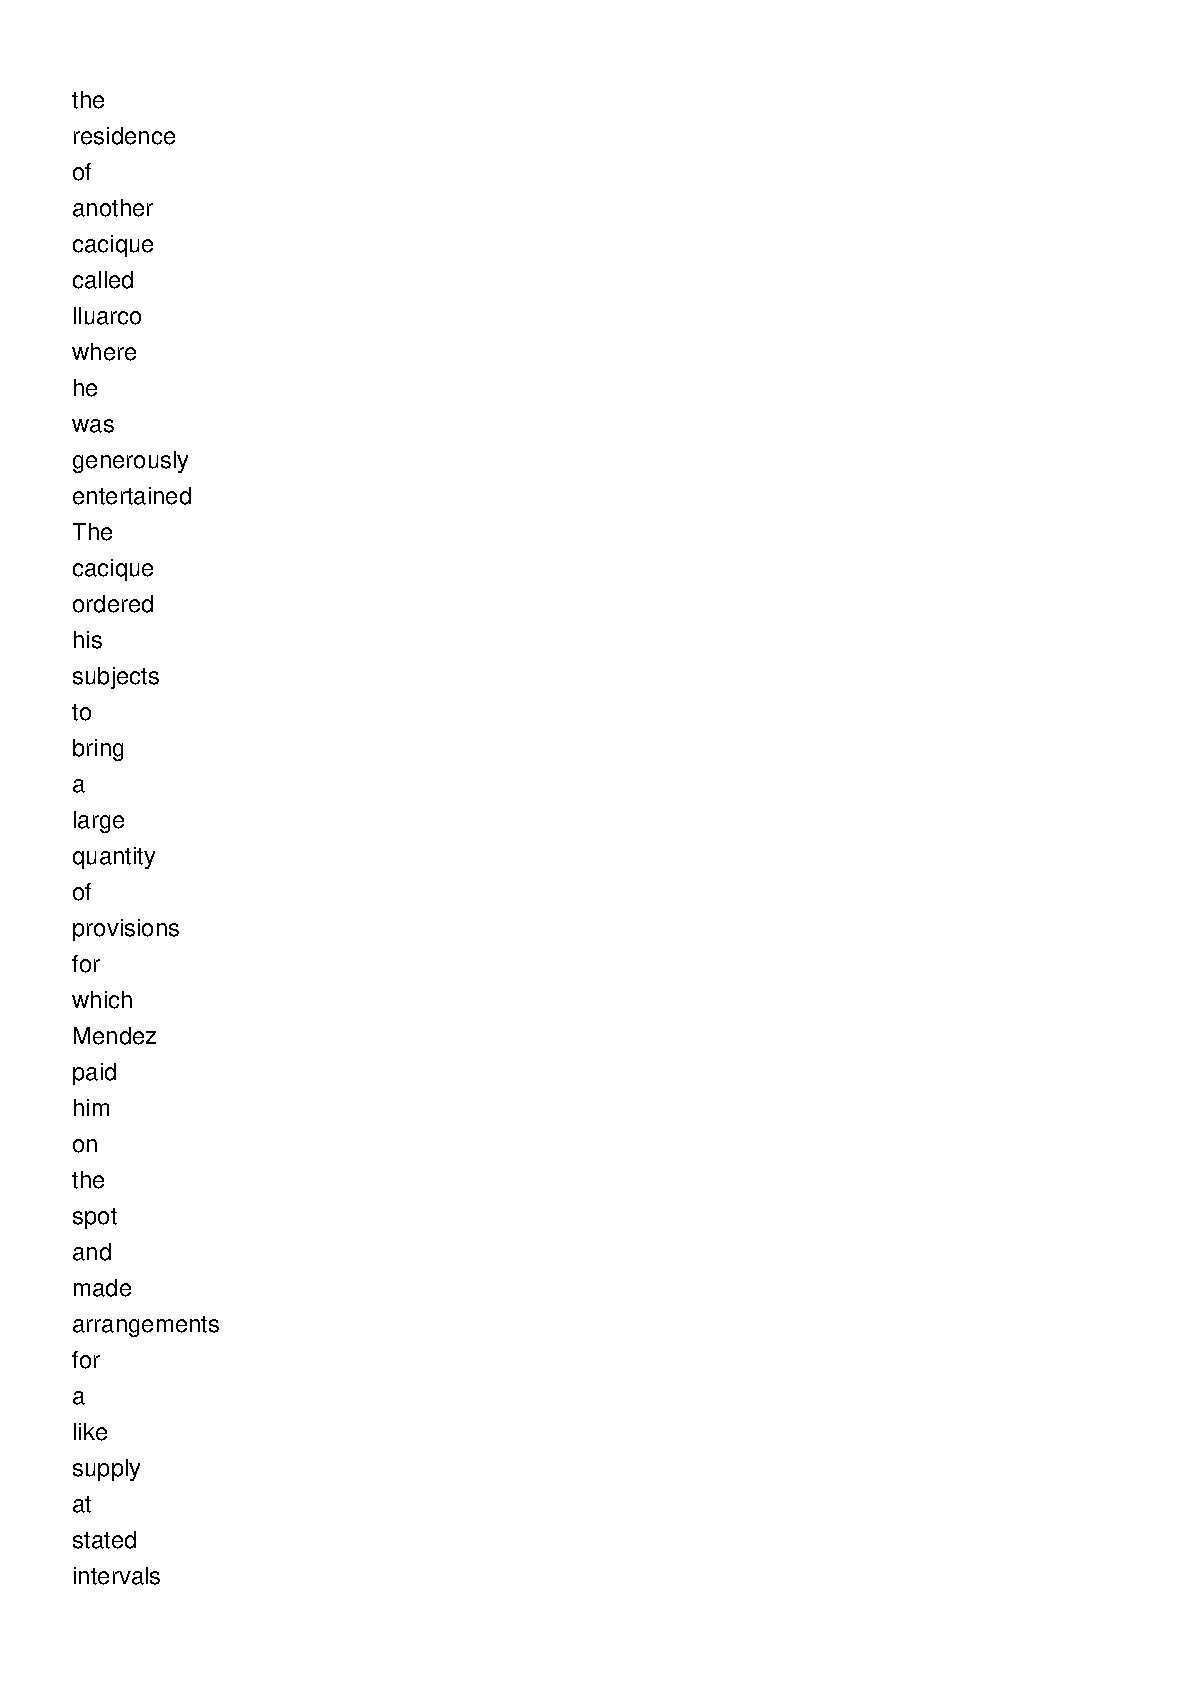 the
residence
of
another
cacique
called
lluarco
where
he
was
generously
entertained
The
cacique
ordered
his
subjects
to
bring
a
large
quantity
of
provisions
for
which
Mendez
paid
him
on
the
spot
and
made
arrangements
for
a
like
supply
at
stated
intervals